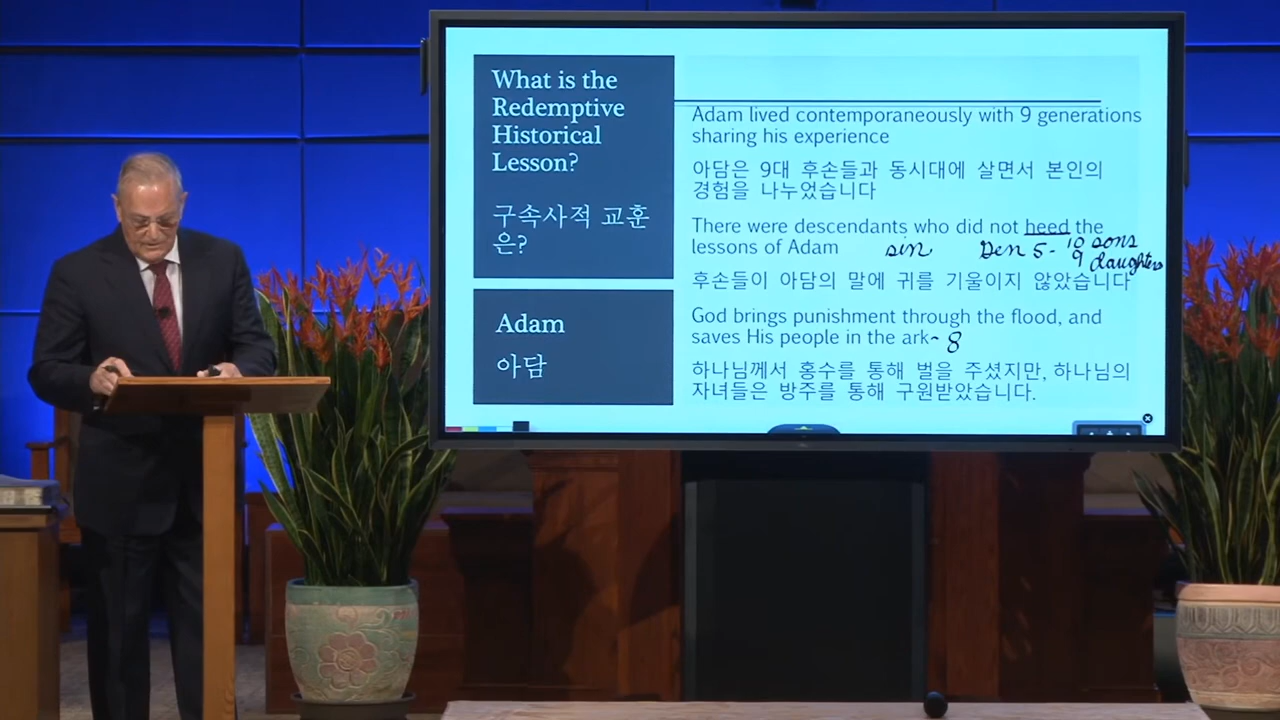 What is the
Redemptive
Historical
Lesson?
구속사적 교훈
은?
Adam
아담
Adam lived contemporaneously with 9 generations
sharing his experience
아담은 9대 후손들과 동시대에 살면서 본인의
경험을 나누었습니다
There were descendants who did not heed the
lessons of Adam sin Gen 5- 10 sons
9 daughters
후손들이 아담의 말에 귀를 기울이지 않았습니다
God brings punishment through the flood, and
saves His people in the ark- 8
하나님께서 홍수를 통해 벌을 주셨지만, 하나님의
자녀들은 방주를 통해 구원받았습니다.